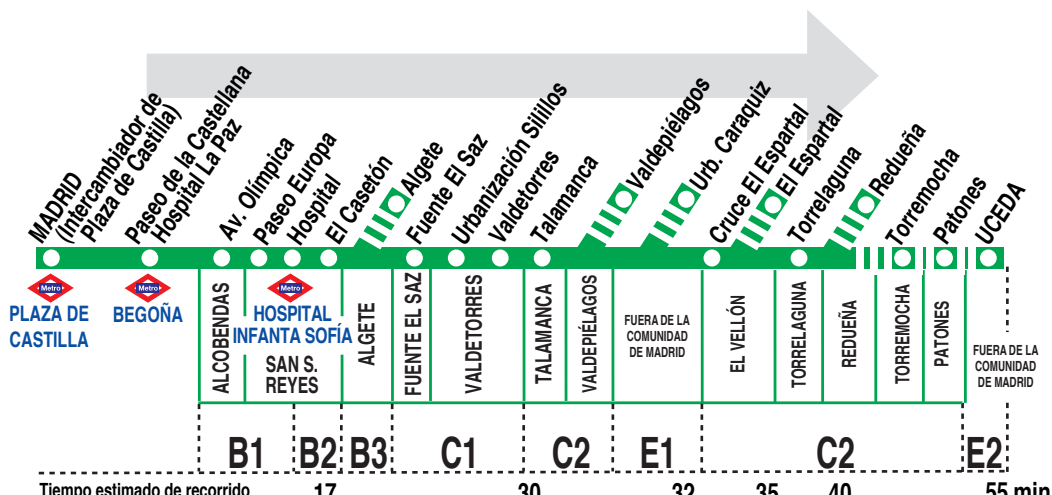 MADRID
(Intercambiador de
Plaza de Castilla)
Paseo de la Castellana
Hospital La Paz
Av. Olímpica
Paseo Europa
Hospital
El Casetón
Algete
Fuente El Saz
Urbanización Silillos
Valdetorres
Talamanca
Valdepiélagos
Urb. Caraquiz
Cruce El Espartal
El Espartal
Torrelaguna
Redueña
Torremocha
Patones
UCEDA
Metro
PLAZA DE
CASTILLA
Metro
BEGOÑA
Metro
HOSPITAL
INFANTA SOFÍA
ALCOBENDAS
SAN S.
REYES
ALGETE
FUENTE EL SAZ
VALDETORRES
TALAMANCA
VALDEPIÉLAGOS
FUERA DE LA
COMUNIDAD
DE MADRID
EL VELLÓN
TORRELAGUNA
REDUEÑA
TORREMOCHA
PATONES
FUERA DE LA
COMUNIDAD
DE MADRID
B1 B2 B3 C1 C2 E1 C2 E2
Tiempo estimado de recorrido 17 30 32 35 40 55 min